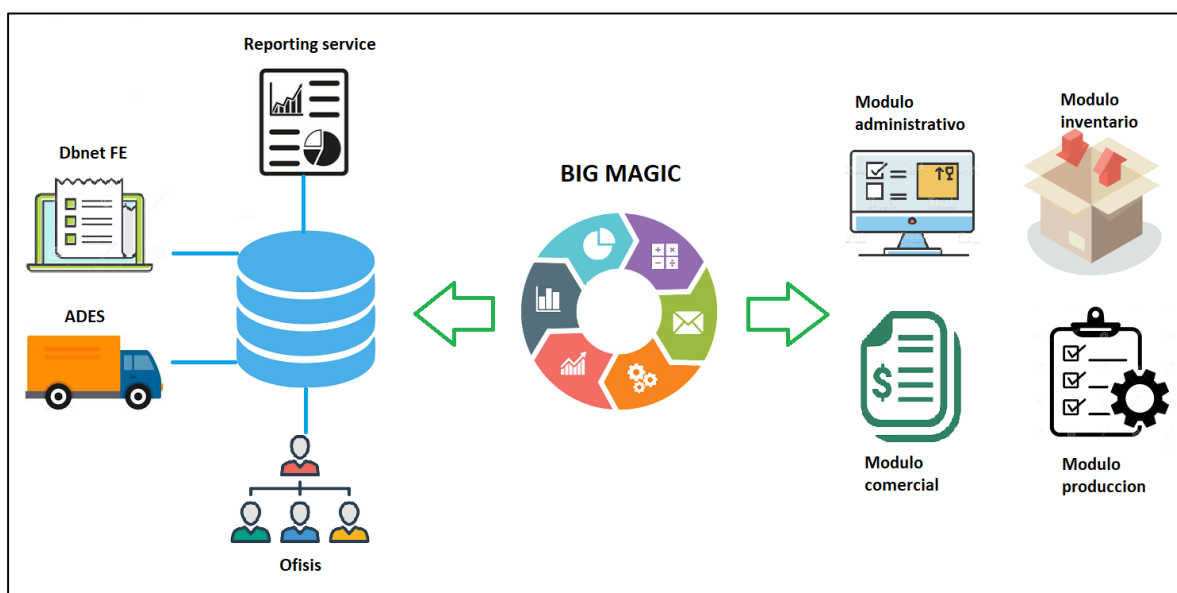 Reporting service
Dbnet FE
ADES
Ofisis
BIG MAGIC
Modulo
administrativo
Modulo
inventario
$
Modulo
comercial
Modulo
produccion